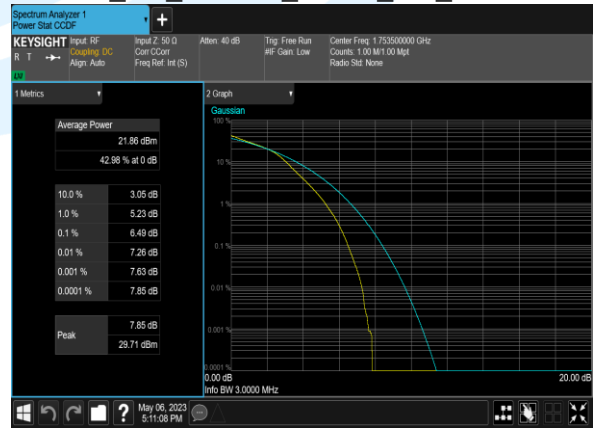 Spectrum Analyzer 1
Power Stat CCDF
+
KEYSIGHT
R T
LU
Input: RF
Coupling: DC
Align: Auto
Input Z: 50 Ω
Corr CCorr
Freq Ref: Int (S)
Atten: 40 dB
Trig: Free Run
#IF Gain: Low
Center Freq: 1.753500000 GHz
Counts: 1.00 M/1.00 Mpt
Radio Std: None
1 Metrics
Average Power
21.86 dBm
42.98 % at 0 dB
10.0 % 3.05 dB
1.0 % 5.23 dB
0.1 % 6.49 dB
0.01 % 7.26 dB
0.001 % 7.63 dB
0.0001 % 7.85 dB
Peak
7.85 dB
29.71 dBm
2 Graph
Gaussian
100 %
10 %
1 %
0.1 %
0.01 %
0.001 %
0.0001 %
0.00 dB
20.00 dB
Info BW 3.0000 MHz
?
May 06, 2023
5:11:08 PM